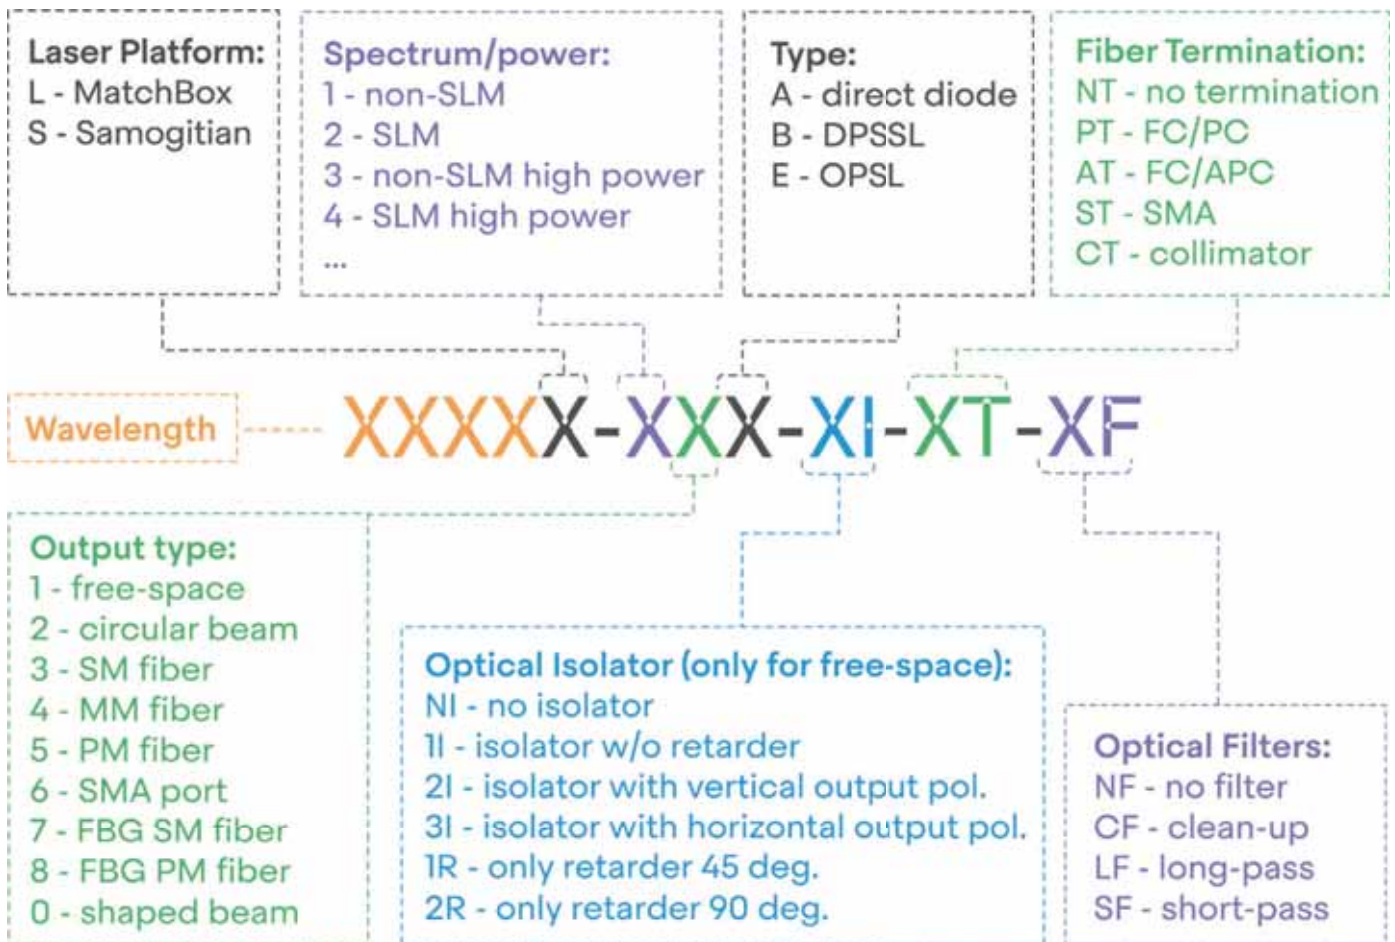 Laser Platform:
L - MatchBox
S - Samogitian
Spectrum/power:
1 - non-SLM
2 - SLM
3 - non-SLM high power
4 - SLM high power
...
Type:
A - direct diode
B - DPSSL
E - OPSL
Fiber Termination:
NT - no termination
PT - FC/PC
AT - FC/APC
ST - SMA
CT - collimator
Wavelength
XXXXX-XXX-XI-XT-XF
Output type:
1 - free-space
2 - circular beam
3 - SM fiber
4 - MM fiber
5 - PM fiber
6 - SMA port
7 - FBG SM fiber
8 - FBG PM fiber
0 - shaped beam
Optical Isolator (only for free-space):
NI - no isolator
1I - isolator w/o retarder
2I - isolator with vertical output pol.
3I - isolator with horizontal output pol.
1R - only retarder 45 deg.
2R - only retarder 90 deg.
Optical Filters:
NF - no filter
CF - clean-up
LF - long-pass
SF - short-pass